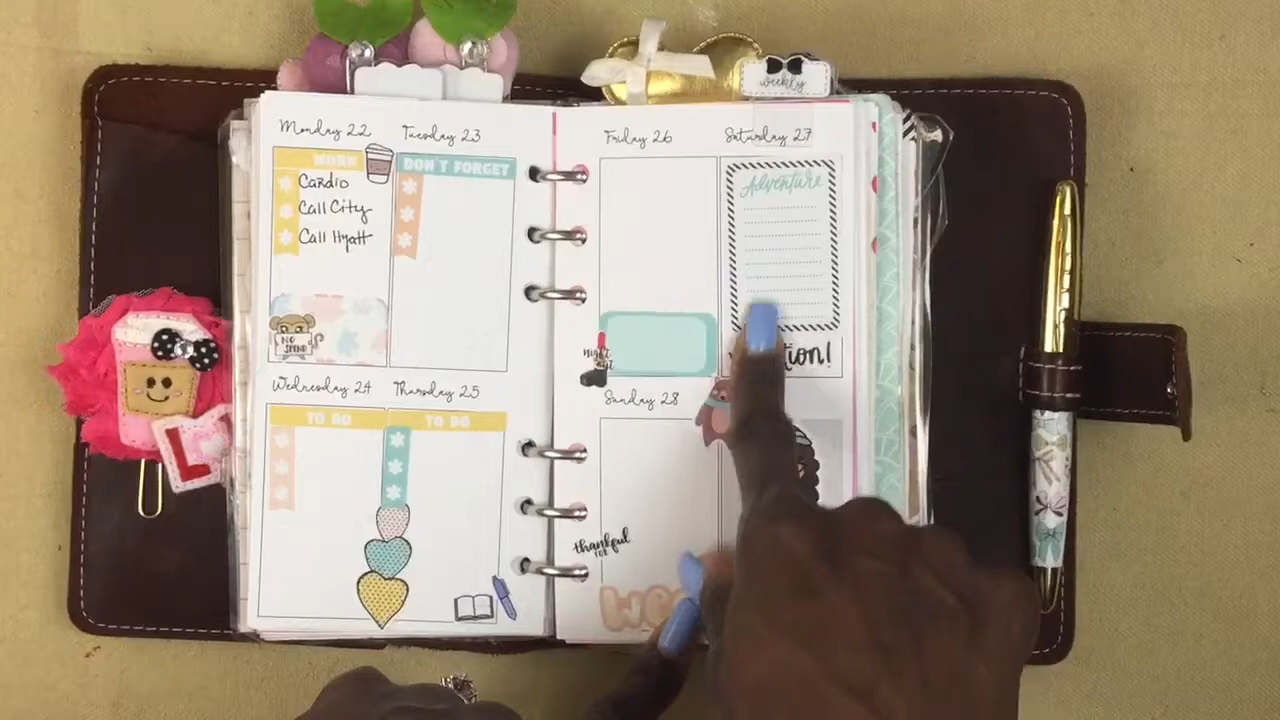 weekly
Monday 22
Tuesday 23
WORK
DON'T FORGET
Cardio
Call City
Call Hyatt
NO
SPEND
Wednesday 24
Thursday 25
TO DO
TO DO
Friday 26
Saturday 27
Adventure
Sunday 28
thankful
FOR
L